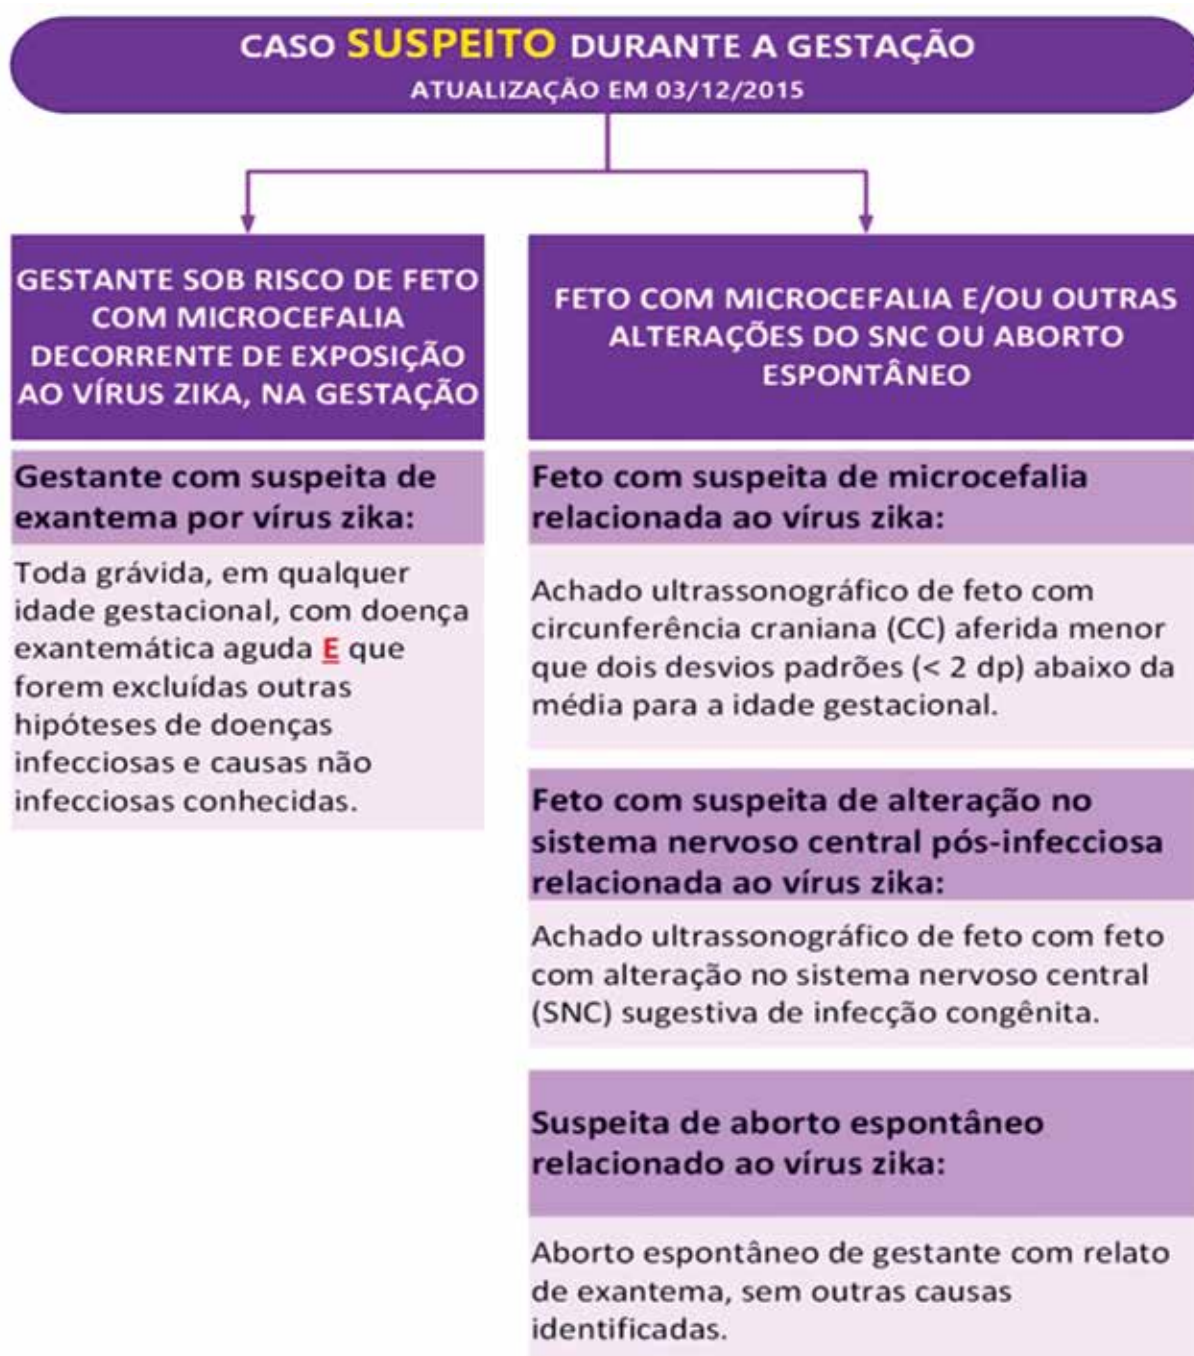 CASO SUSPEITO DURANTE A GESTAÇÃO
ATUALIZAÇÃO EM 03/12/2015
GESTANTE SOB RISCO DE FETO
COM MICROCEFALIA
DECORRENTE DE EXPOSIÇÃO
AO VÍRUS ZIKA, NA GESTAÇÃO
Gestante com suspeita de
exantema por vírus zika:
Toda grávida, em qualquer
idade gestacional, com doença
exantemática aguda E que
forem excluídas outras
hipóteses de doenças
infecciosas e causas não
infecciosas conhecidas.
FETO COM MICROCEFALIA E/OU OUTRAS
ALTERAÇÕES DO SNC OU ABORTO
ESPONTÂNEO
Feto com suspeita de microcefalia
relacionada ao vírus zika:
Achado ultrassonográfico de feto com
circunferência craniana (CC) aferida menor
que dois desvios padrões (< 2 dp) abaixo da
média para a idade gestacional.
Feto com suspeita de alteração no
sistema nervoso central pós-infecciosa
relacionada ao vírus zika:
Achado ultrassonográfico de feto com feto
com alteração no sistema nervoso central
(SNC) sugestiva de infecção congênita.
Suspeita de aborto espontâneo
relacionado ao vírus zika:
Aborto espontâneo de gestante com relato
de exantema, sem outras causas
identificadas.